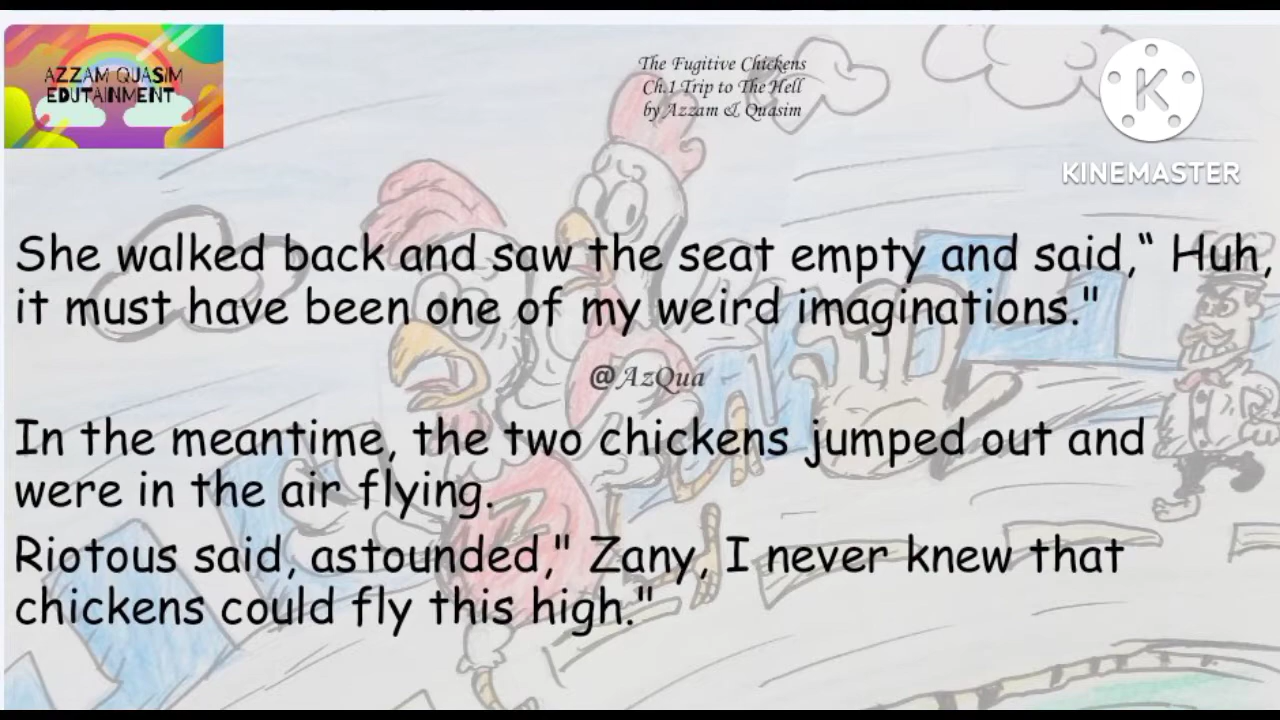 AZZAM QUASIM
EDUTAINMENT
The Fugitive Chickens
Ch.1 Trip to The Hell
by Azzam & Quasim
K
KINEMASTER
She walked back and saw the seat empty and said,“ Huh,
it must have been one of my weird imaginations."
@AzQua
In the meantime, the two chickens jumped out and
were in the air flying.
Riotous said, astounded," Zany, I never knew that
chickens could fly this high."